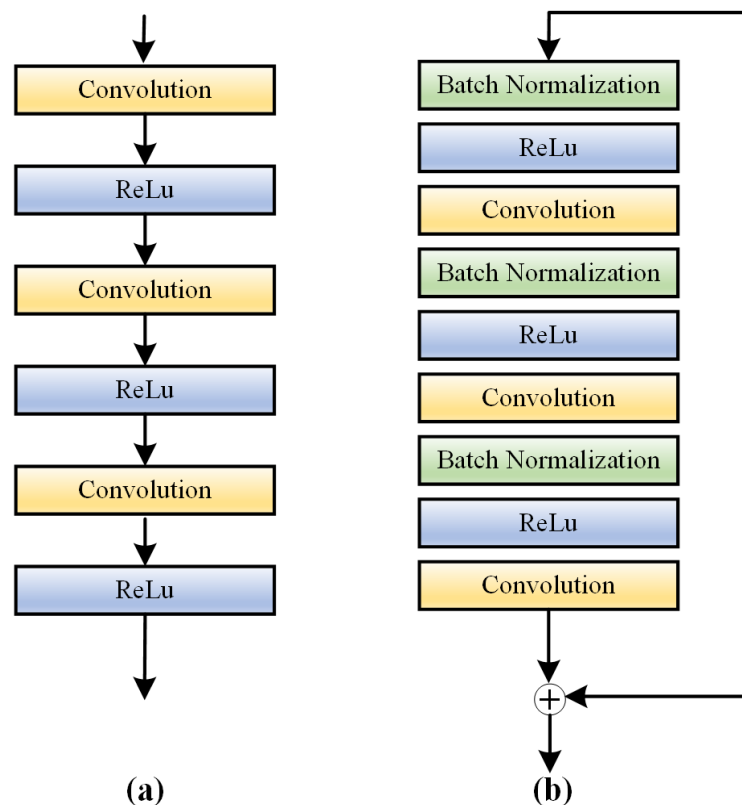 Convolution
ReLu
Convolution
ReLu
Convolution
ReLu
(a)
Batch Normalization
ReLu
Convolution
Batch Normalization
ReLu
Convolution
Batch Normalization
ReLu
Convolution
+
(b)